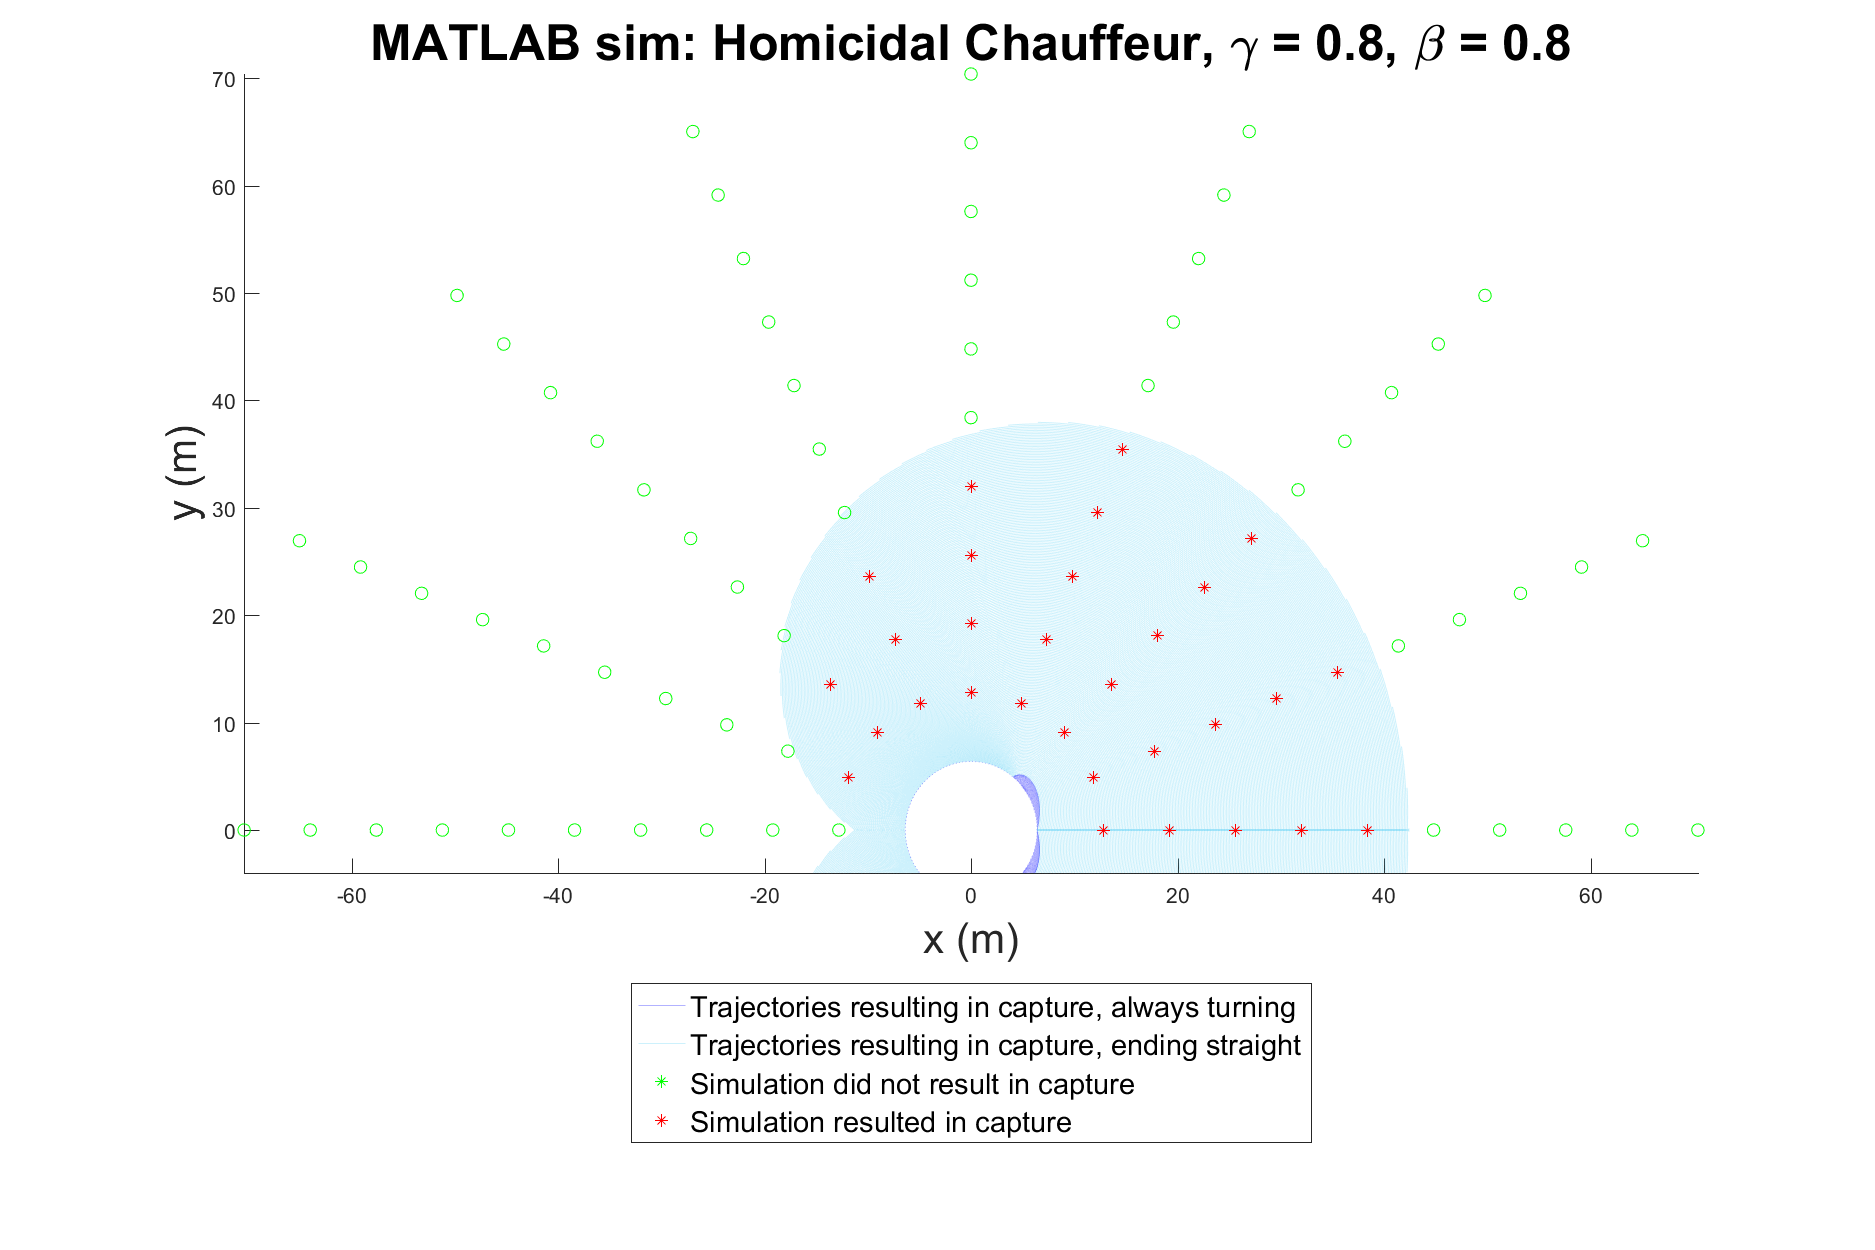 MATLAB sim: Homicidal Chauffeur, γ = 0.8, β = 0.8
70
60
50
40
30
20
10
0
y (m)
-60 -40 -20 0 20 40 60
x (m)
Trajectories resulting in capture, always turning
Trajectories resulting in capture, ending straight
Simulation did not result in capture
Simulation resulted in capture